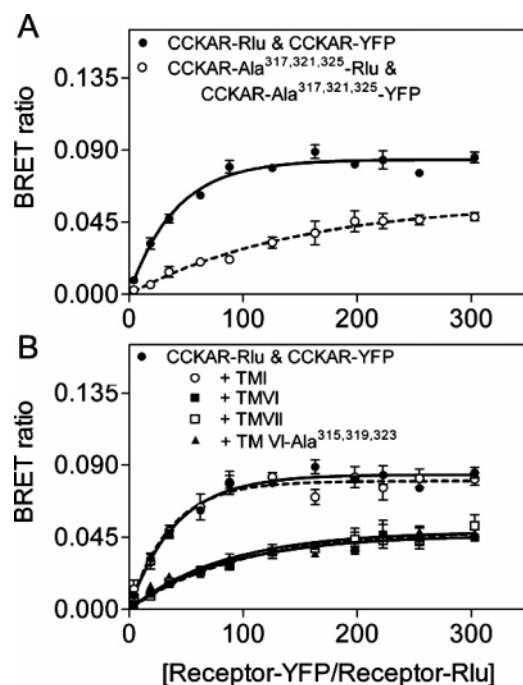 A
CCKAR-Rlu & CCKAR-YFP
CCKAR-Ala317,321,325-Rlu &
CCKAR-Ala317,321,325-YFP
BRET ratio
0.135
0.090
0.045
0.000
0 100 200 300
B
CCKAR-Rlu & CCKAR-YFP
+ TMI
+ TMVI
+ TMVII
+ TM VI-Ala315,319,323
BRET ratio
0.135
0.090
0.045
0.000
0 100 200 300
[Receptor-YFP/Receptor-Rlu]